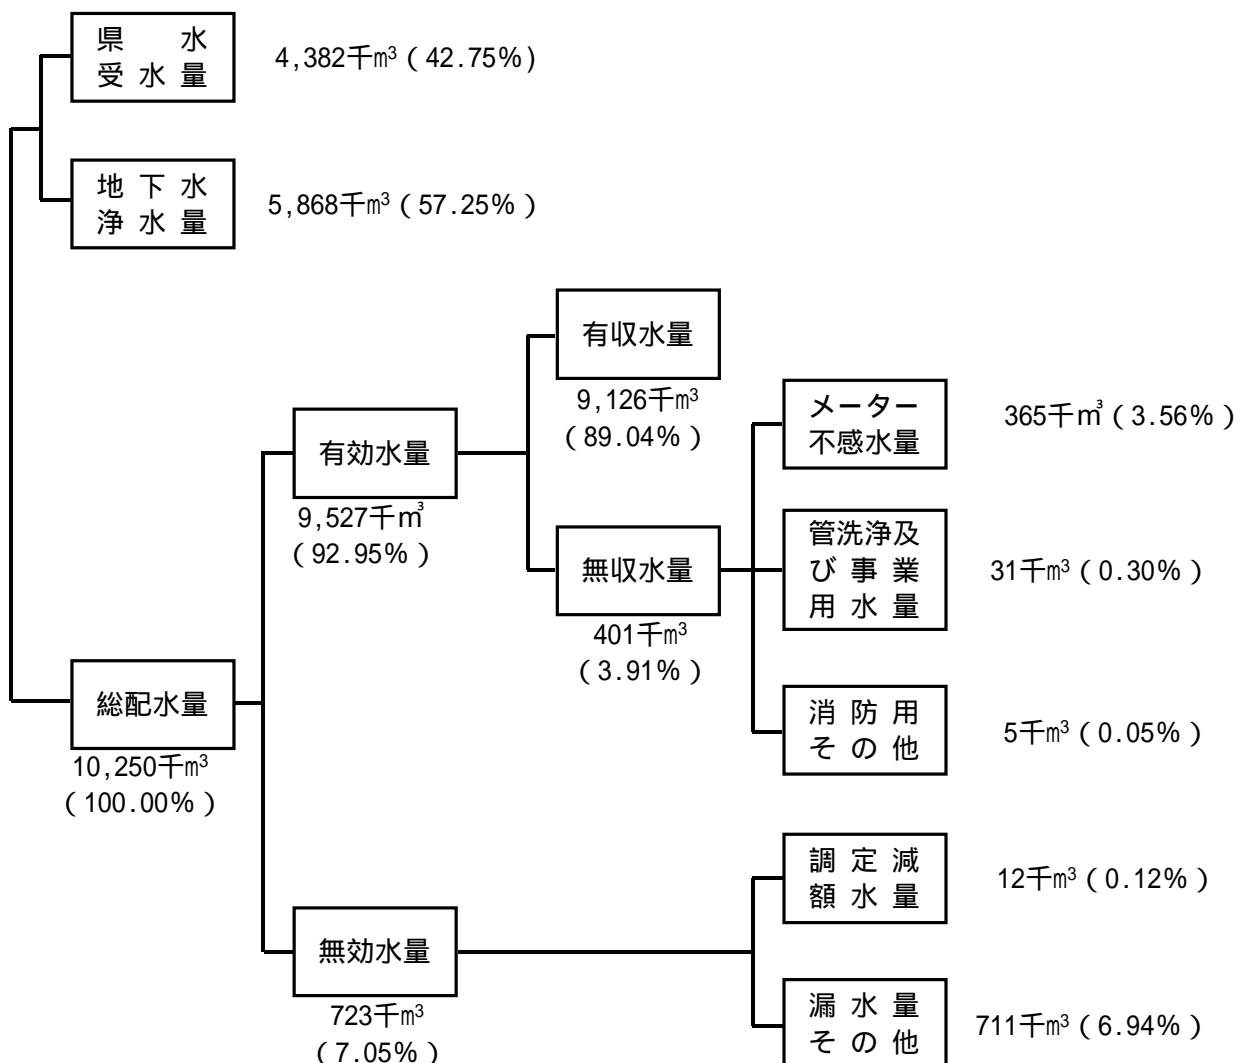 県 水
受 水 量
4,382千m³(42.75%)
地 下 水
浄 水 量
5,868千m³(57.25%)
有収水量
9,126千m³
(89.04%)
メーター
不感水量
365千㎥(3.56%)
有効水量
9,527千㎥
(92.95%)
管洗浄及
び 事 業
用 水 量
31千m³(0.30%)
無収水量
401千m³
(3.91%)
消 防 用
そ の 他
5千m³(0.05%)
総配水量
10,250千m³
(100.00%)
調 定 減
額 水 量
12千m³(0.12%)
無効水量
723千m³
(7.05%)
漏 水 量
そ の 他
711千m³(6.94%)